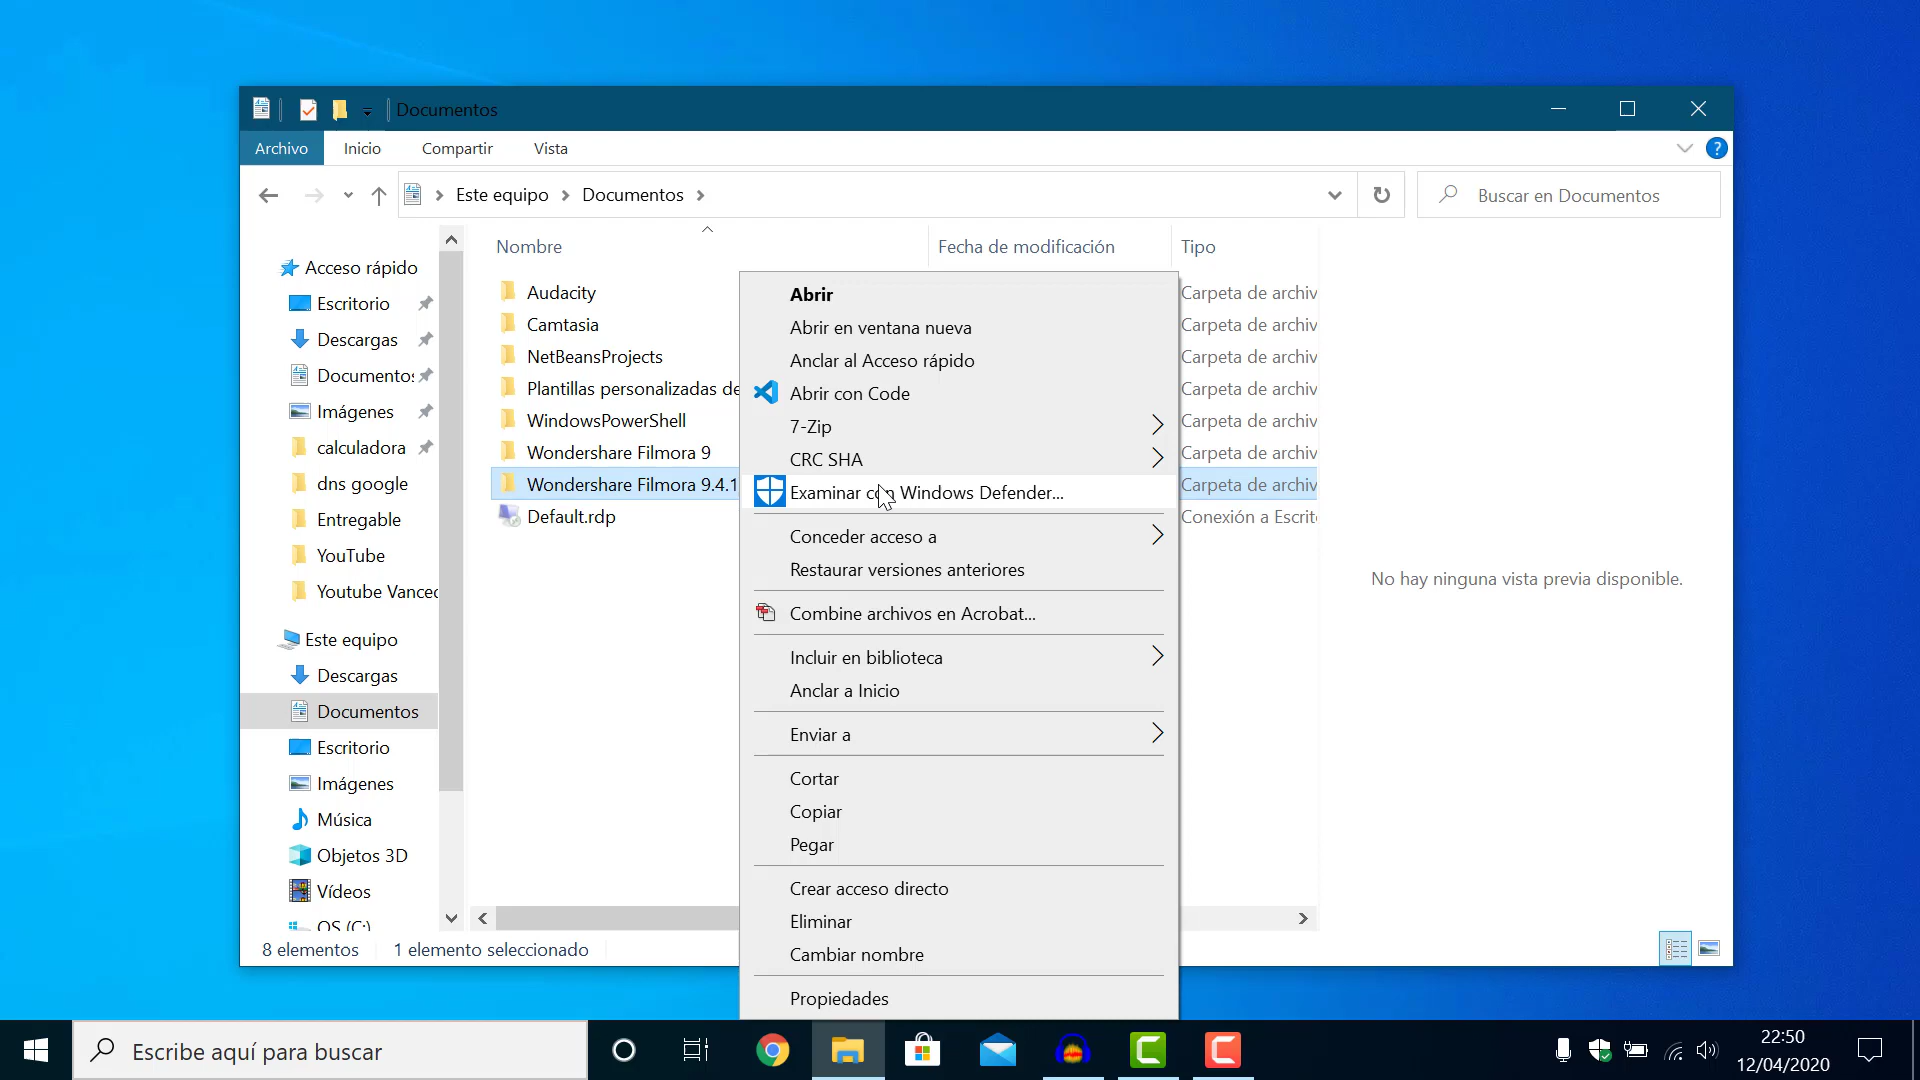 Documentos
Archivo Inicio Compartir Vista
Este equipo Documentos Buscar en Documentos
Nombre Fecha de modificación Tipo
Acceso rápido
Escritorio
Descargas
Documentos
Imágenes
calculadora
dns google
Entregable
YouTube
Youtube Vanced
Este equipo
Descargas
Documentos
Escritorio
Imágenes
Música
Objetos 3D
Vídeos
OS (C:)
Audacity
Camtasia
NetBeansProjects
Plantillas personalizadas de
WindowsPowerShell
Wondershare Filmora 9
Wondershare Filmora 9.4.1
Default.rdp
Abrir
Abrir en ventana nueva
Anclar al Acceso rápido
Abrir con Code
7-Zip
CRC SHA
Examinar con Windows Defender...
Conceder acceso a
Restaurar versiones anteriores
Combine archivos en Acrobat...
Incluir en biblioteca
Anclar a Inicio
Enviar a
Cortar
Copiar
Pegar
Crear acceso directo
Eliminar
Cambiar nombre
Propiedades
Carpeta de archiv
Carpeta de archiv
Carpeta de archiv
Carpeta de archiv
Carpeta de archiv
Carpeta de archiv
Carpeta de archiv
Conexión a Escrit
No hay ninguna vista previa disponible.
8 elementos 1 elemento seleccionado
Escribe aquí para buscar
22:50
12/04/2020